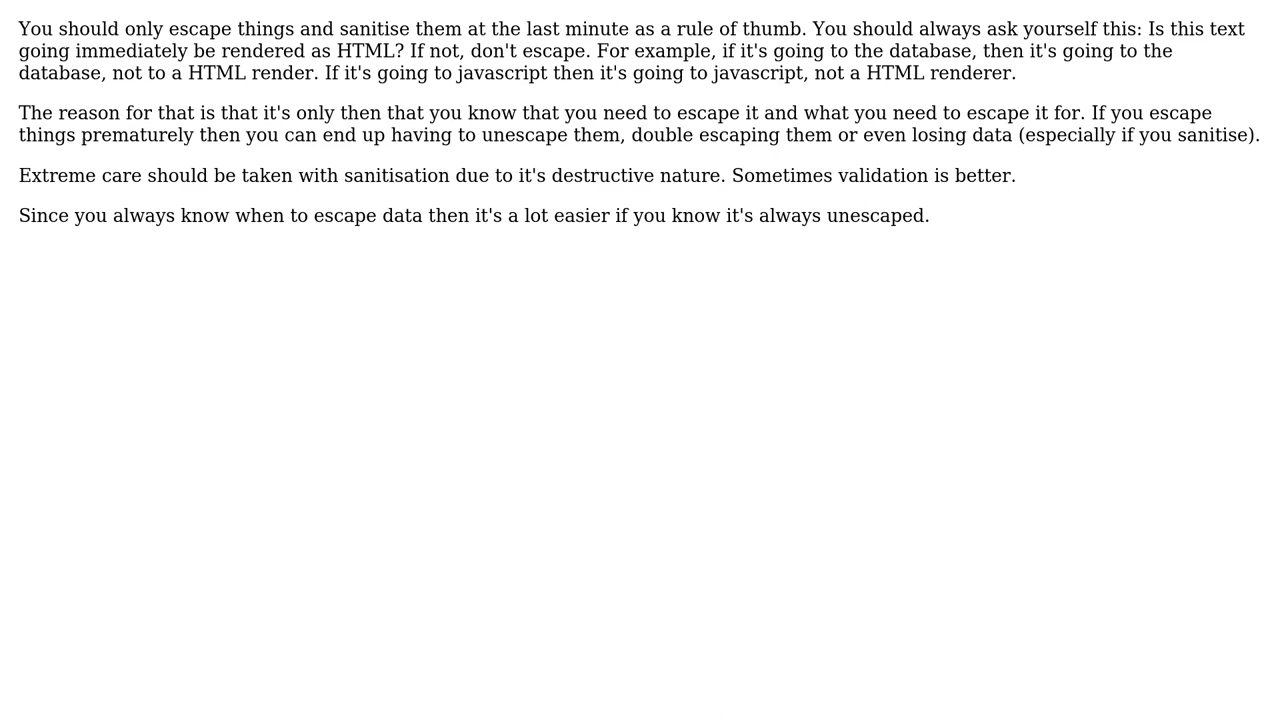 You should only escape things and sanitise them at the last minute as a rule of thumb. You should always ask yourself this: Is this text
going immediately be rendered as HTML? If not, don't escape. For example, if it's going to the database, then it's going to the
database, not to a HTML render. If it's going to javascript then it's going to javascript, not a HTML renderer.
The reason for that is that it's only then that you know that you need to escape it and what you need to escape it for. If you escape
things prematurely then you can end up having to unescape them, double escaping them or even losing data (especially if you sanitise).
Extreme care should be taken with sanitisation due to it's destructive nature. Sometimes validation is better.
Since you always know when to escape data then it's a lot easier if you know it's always unescaped.